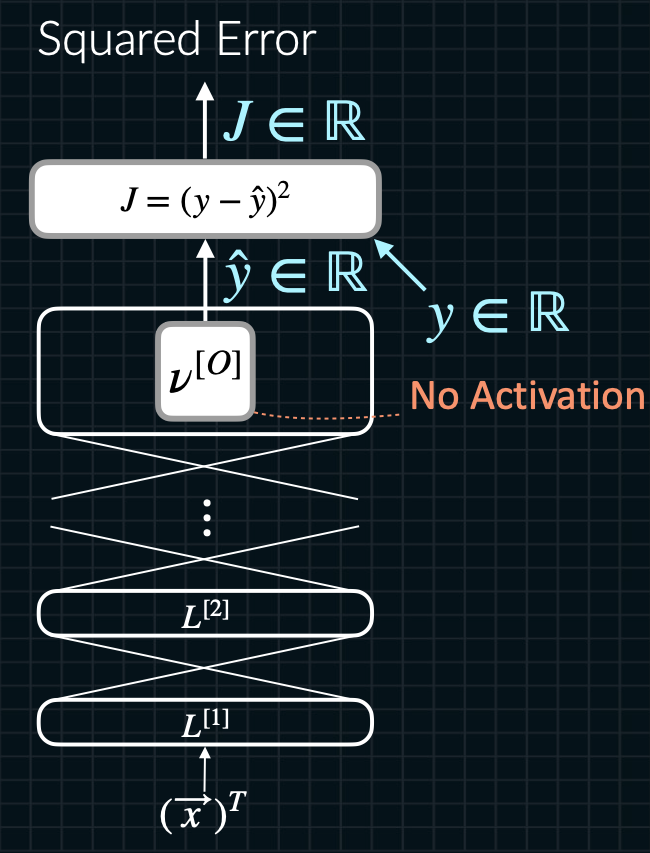 Squared Error
J ∈ ℝ
J = (y − ŷ)²
ŷ ∈ ℝ
y ∈ ℝ
ν^[O]
No Activation
⋮
L^[2]
L^[1]
(x⃗)^T